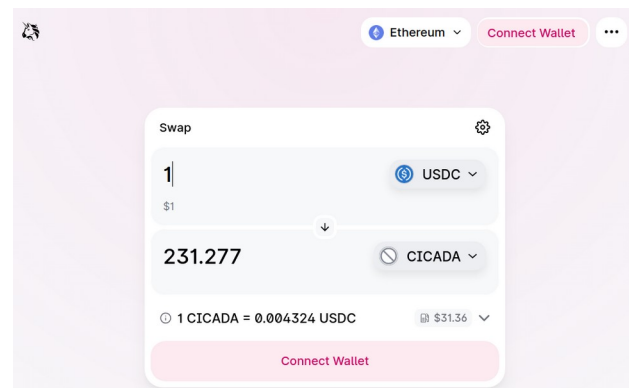 Ethereum
Connect Wallet
Swap
1
USDC
$1
231.277
CICADA
1 CICADA = 0.004324 USDC
$31.36
Connect Wallet